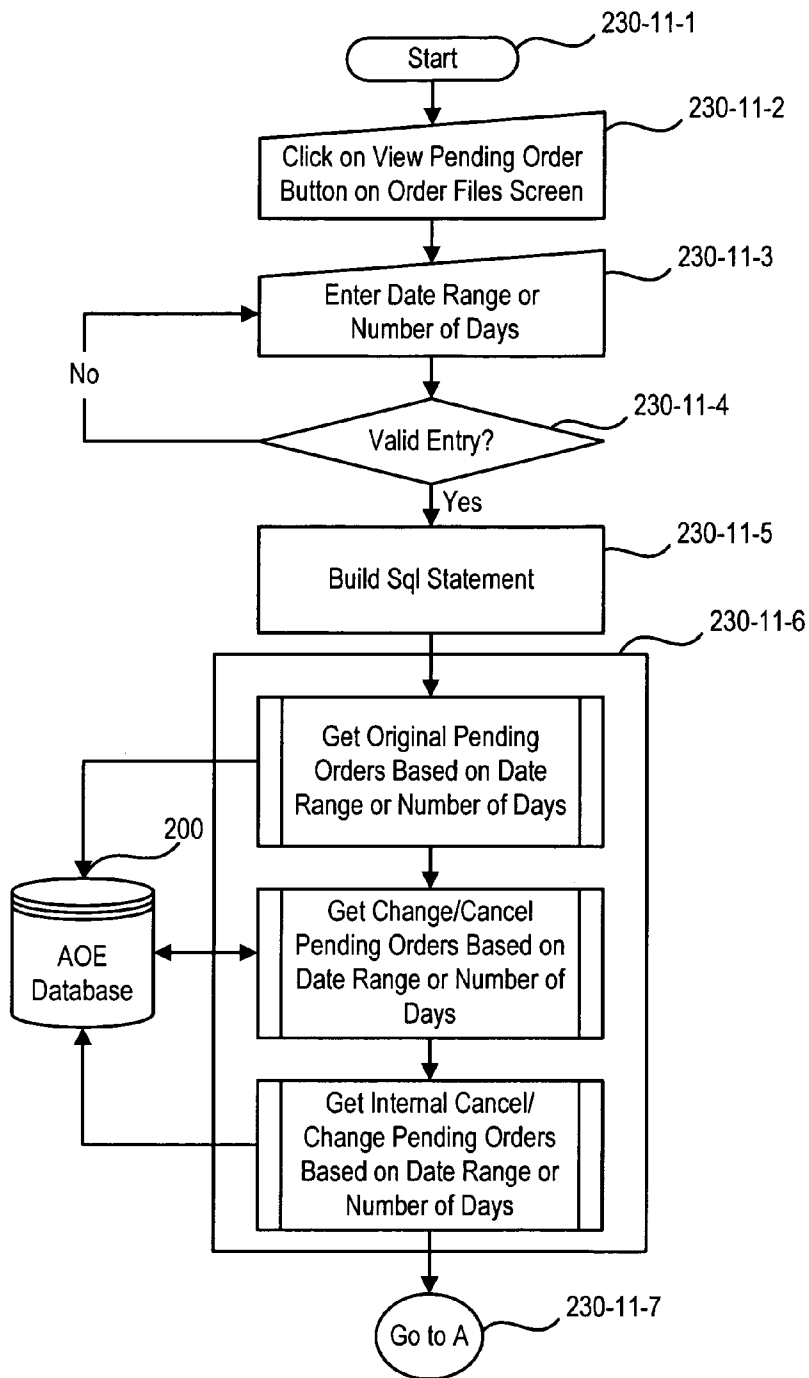 230-11-1
Start
230-11-2
Click on View Pending Order
Button on Order Files Screen
230-11-3
Enter Date Range or
Number of Days
No
230-11-4
Valid Entry?
Yes
230-11-5
Build Sql Statement
230-11-6
Get Original Pending
Orders Based on Date
Range or Number of Days
200
AOE
Database
Get Change/Cancel
Pending Orders Based on
Date Range or Number of
Days
Get Internal Cancel/
Change Pending Orders
Based on Date Range or
Number of Days
Go to A
230-11-7